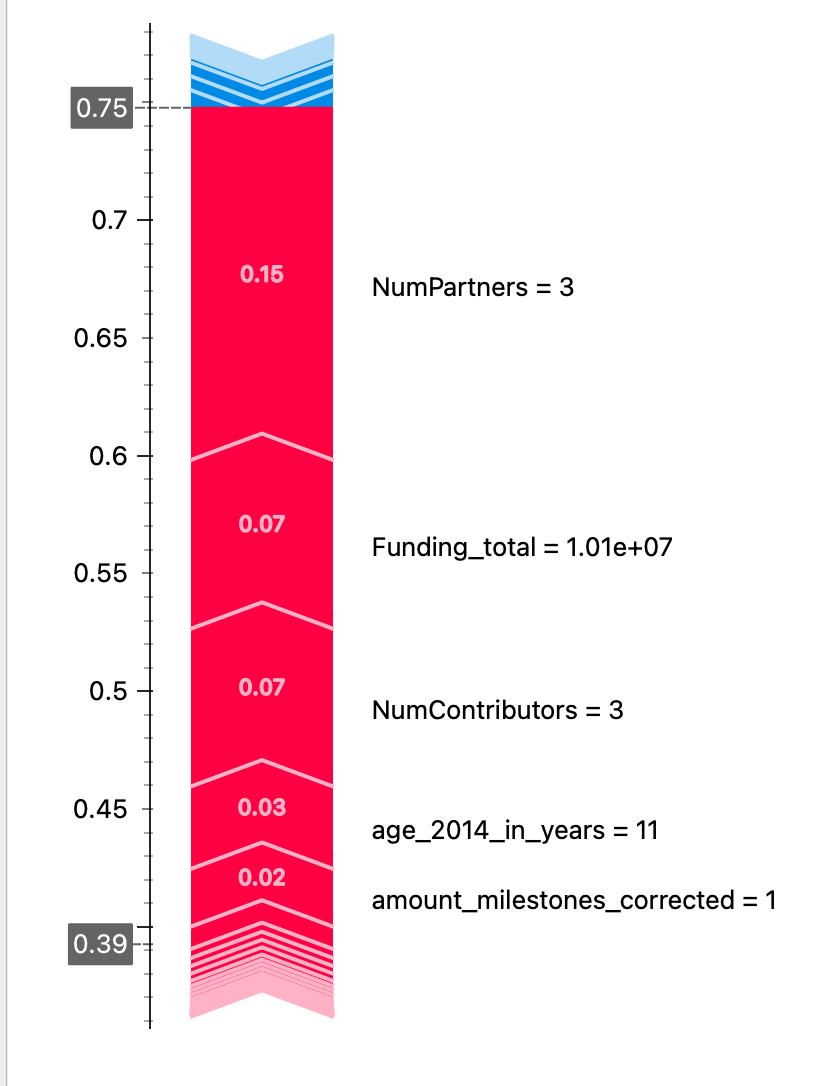 0.75
0.7
0.15
NumPartners = 3
0.65
0.6
0.07
Funding_total = 1.01e+07
0.55
0.5
0.07
NumContributors = 3
0.45
0.03
age_2014_in_years = 11
0.02
amount_milestones_corrected = 1
0.39